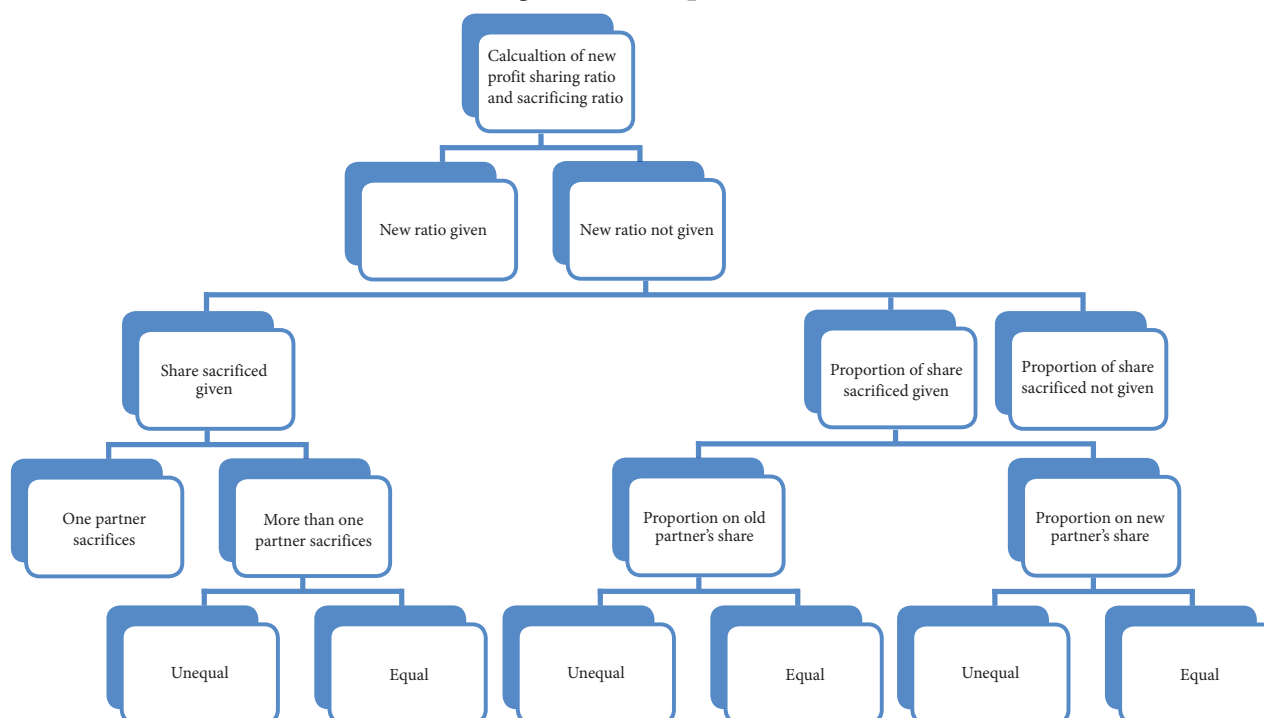 Calcualtion of new
profit sharing ratio
and sacrificing ratio
New ratio given
New ratio not given
Share sacrificed
given
Proportion of share
sacrificed given
Proportion of share
sacrificed not given
One partner
sacrifices
More than one
partner sacrifices
Proportion on old
partner's share
Proportion on new
partner's share
Unequal
Equal
Unequal
Equal
Unequal
Equal